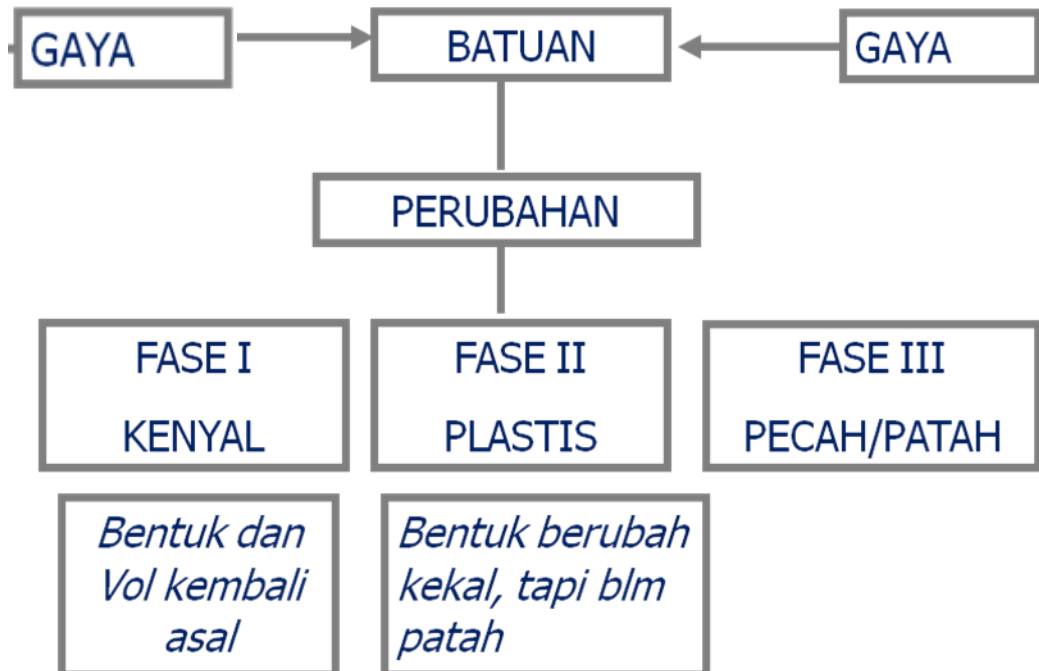 GAYA
BATUAN
GAYA
PERUBAHAN
FASE I
KENYAL
FASE II
PLASTIS
FASE III
PECAH/PATAH
Bentuk dan
Vol kembali
asal
Bentuk berubah
kekal, tapi blm
patah